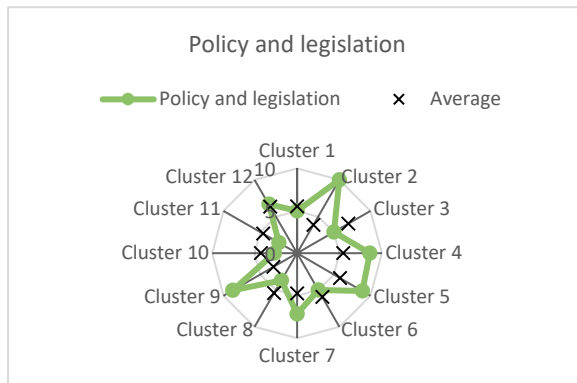 Policy and legislation
Policy and legislation
Average
Cluster 1
Cluster 2
Cluster 3
Cluster 4
Cluster 5
Cluster 6
Cluster 7
Cluster 8
Cluster 9
Cluster 10
Cluster 11
Cluster 12
10
5
0